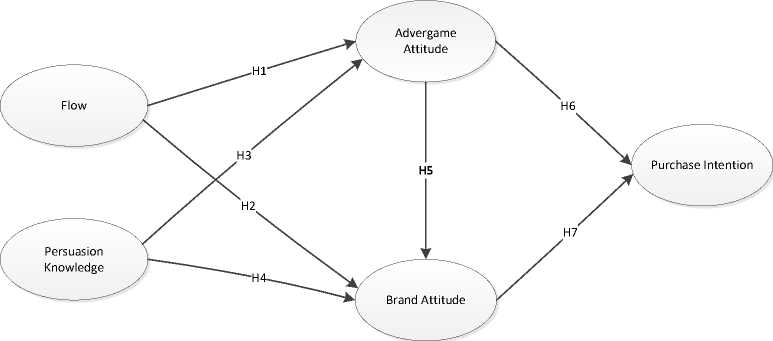 Advergame
Attitude
H1
Flow
H6
H3
H5
Purchase Intention
H2
H7
Persuasion
Knowledge
H4
Brand Attitude